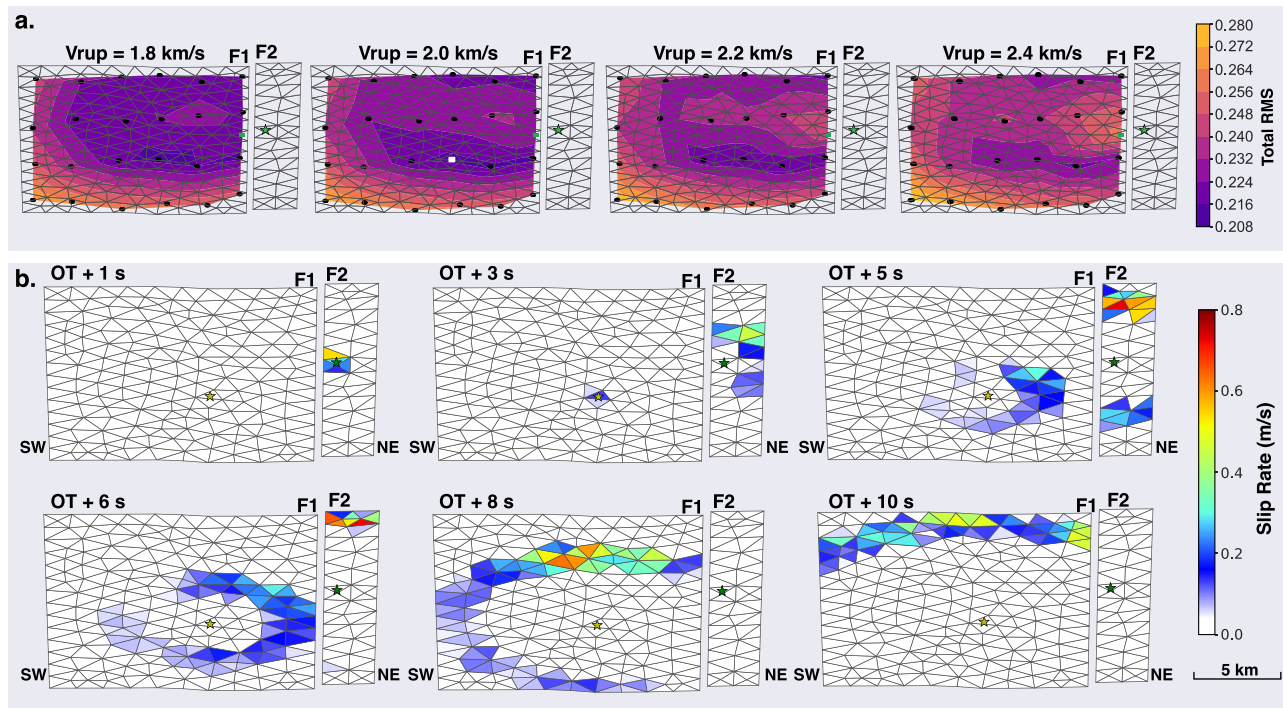 a.
Vrup = 1.8 km/s F1 F2
Vrup = 2.0 km/s F1 F2
Vrup = 2.2 km/s F1 F2
Vrup = 2.4 km/s F1 F2
0.280
0.272
0.264
0.256
0.248
0.240
0.232
0.224
0.216
0.208
Total RMS
b.
OT + 1 s F1 F2
SW NE
OT + 3 s F1 F2
OT + 5 s F1 F2
SW NE
OT + 6 s F1 F2
SW NE
OT + 8 s F1 F2
OT + 10 s F1 F2
SW NE
0.8
0.6
0.4
0.2
0.0
Slip Rate (m/s)
5 km